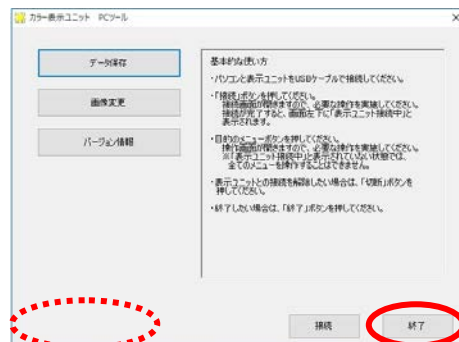 カラー表示ユニット PCツール
データ保存
画像変更
バージョン情報
基本的な使い方
・パソコンと表示ユニットをUSBケーブルで接続してください。
・「接続」ボタンを押してください。
接続画面が開きますので、必要な操作を実施してください。
接続が完了すると、画面左下に「表示ユニット接続中」と
表示されます。
・目的のメニューボタンを押してください。
操作画面が開きますので、必要な操作を実施してください。
※「表示ユニット接続中」と表示されていない状態では、
全てのメニューを操作することはできません。
・表示ユニットとの接続を解除したい場合は、「切断」ボタンを
押してください。
・終了したい場合は、「終了」ボタンを押してください。
接続
終了